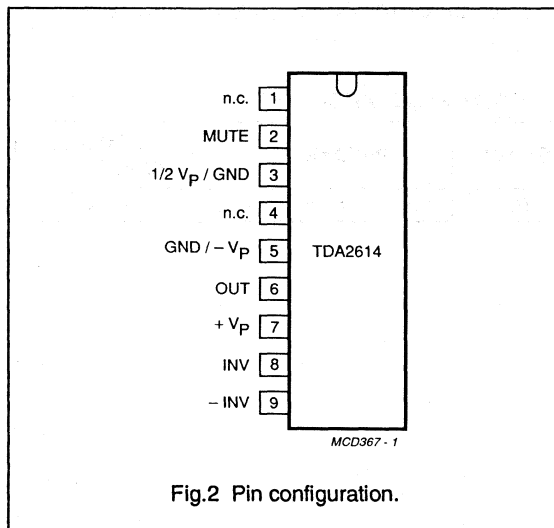 n.c. 1
MUTE 2
1/2 VP / GND 3
n.c. 4
GND / – VP 5
TDA2614
OUT 6
+ VP 7
INV 8
– INV 9
MCD367 - 1
Fig.2 Pin configuration.